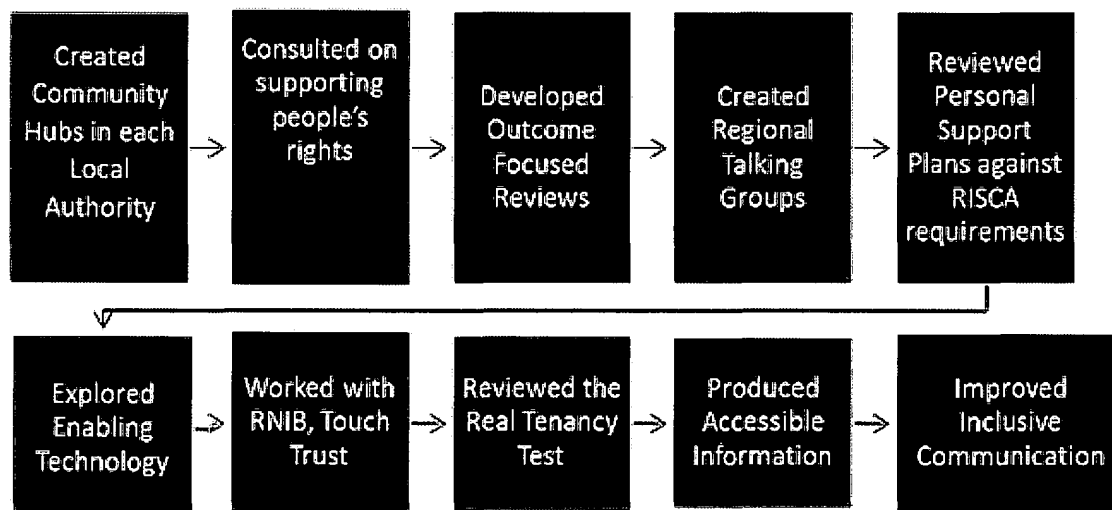 Created
Community
Hubs in each
Local
Authority
Consulted on
supporting
people's
rights
Developed
Outcome
Focused
Reviews
Created
Regional
Talking
Groups
Reviewed
Personal
Support
Plans against
RISCA
requirements
Explored
Enabling
Technology
Worked with
RNIB, Touch
Trust
Reviewed the
Real Tenancy
Test
Produced
Accessible
Information
Improved
Inclusive
Communication